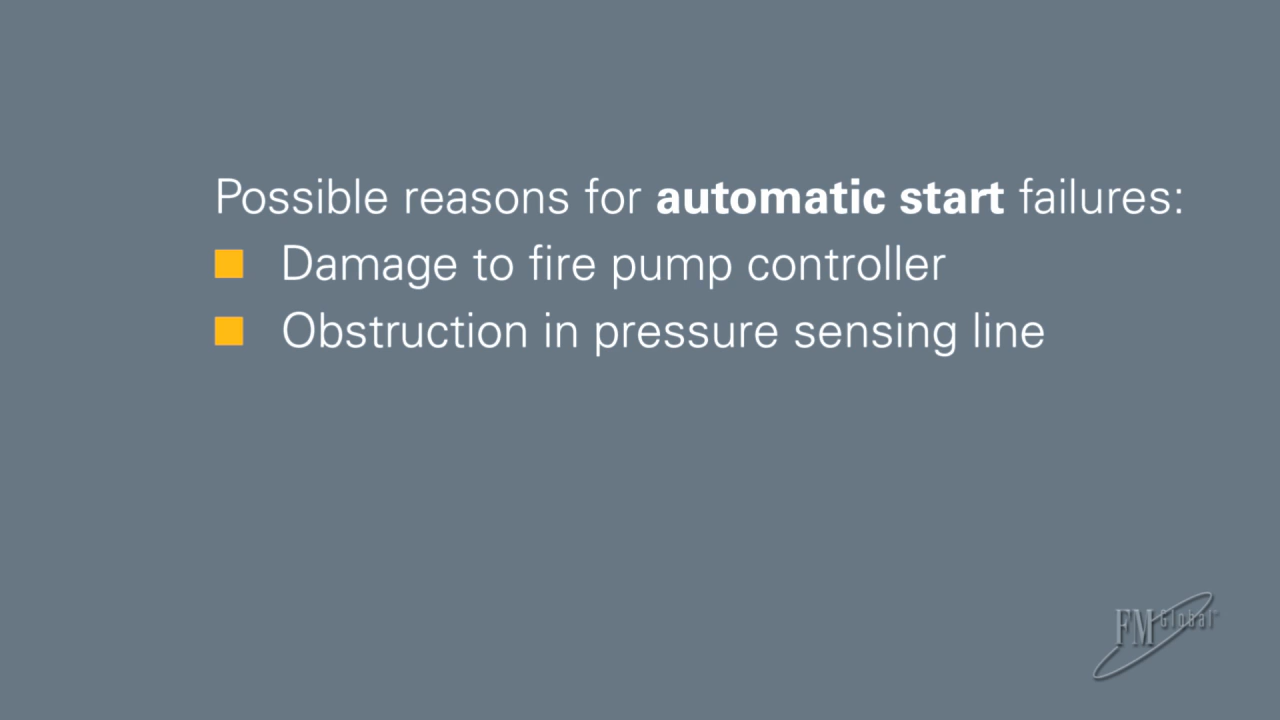 Possible reasons for automatic start failures:
Damage to fire pump controller
Obstruction in pressure sensing line
FM Global